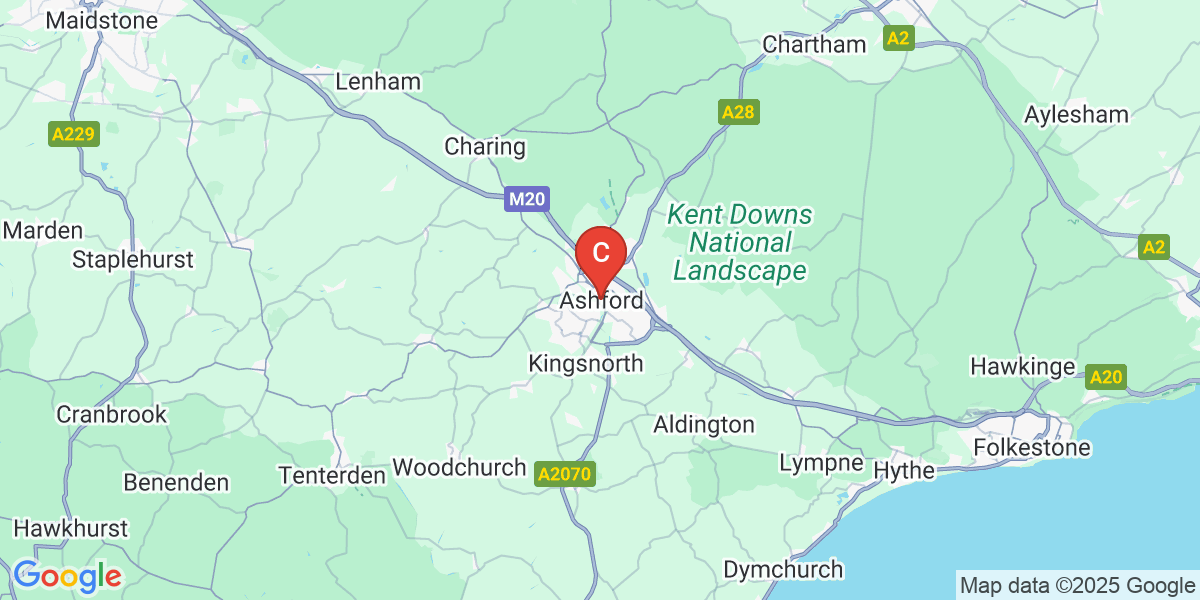 Maidstone
Chartham
A2
Lenham
A28
Aylesham
A229
Charing
M20
Kent Downs
National
Landscape
Marden
Staplehurst
A2
C
Ashford
Kingsnorth
Hawkinge
A20
Cranbrook
Aldington
Folkestone
Woodchurch
Lympne
Hythe
Tenterden
A2070
Benenden
Hawkhurst
Dymchurch
Google
Map data ©2025 Google